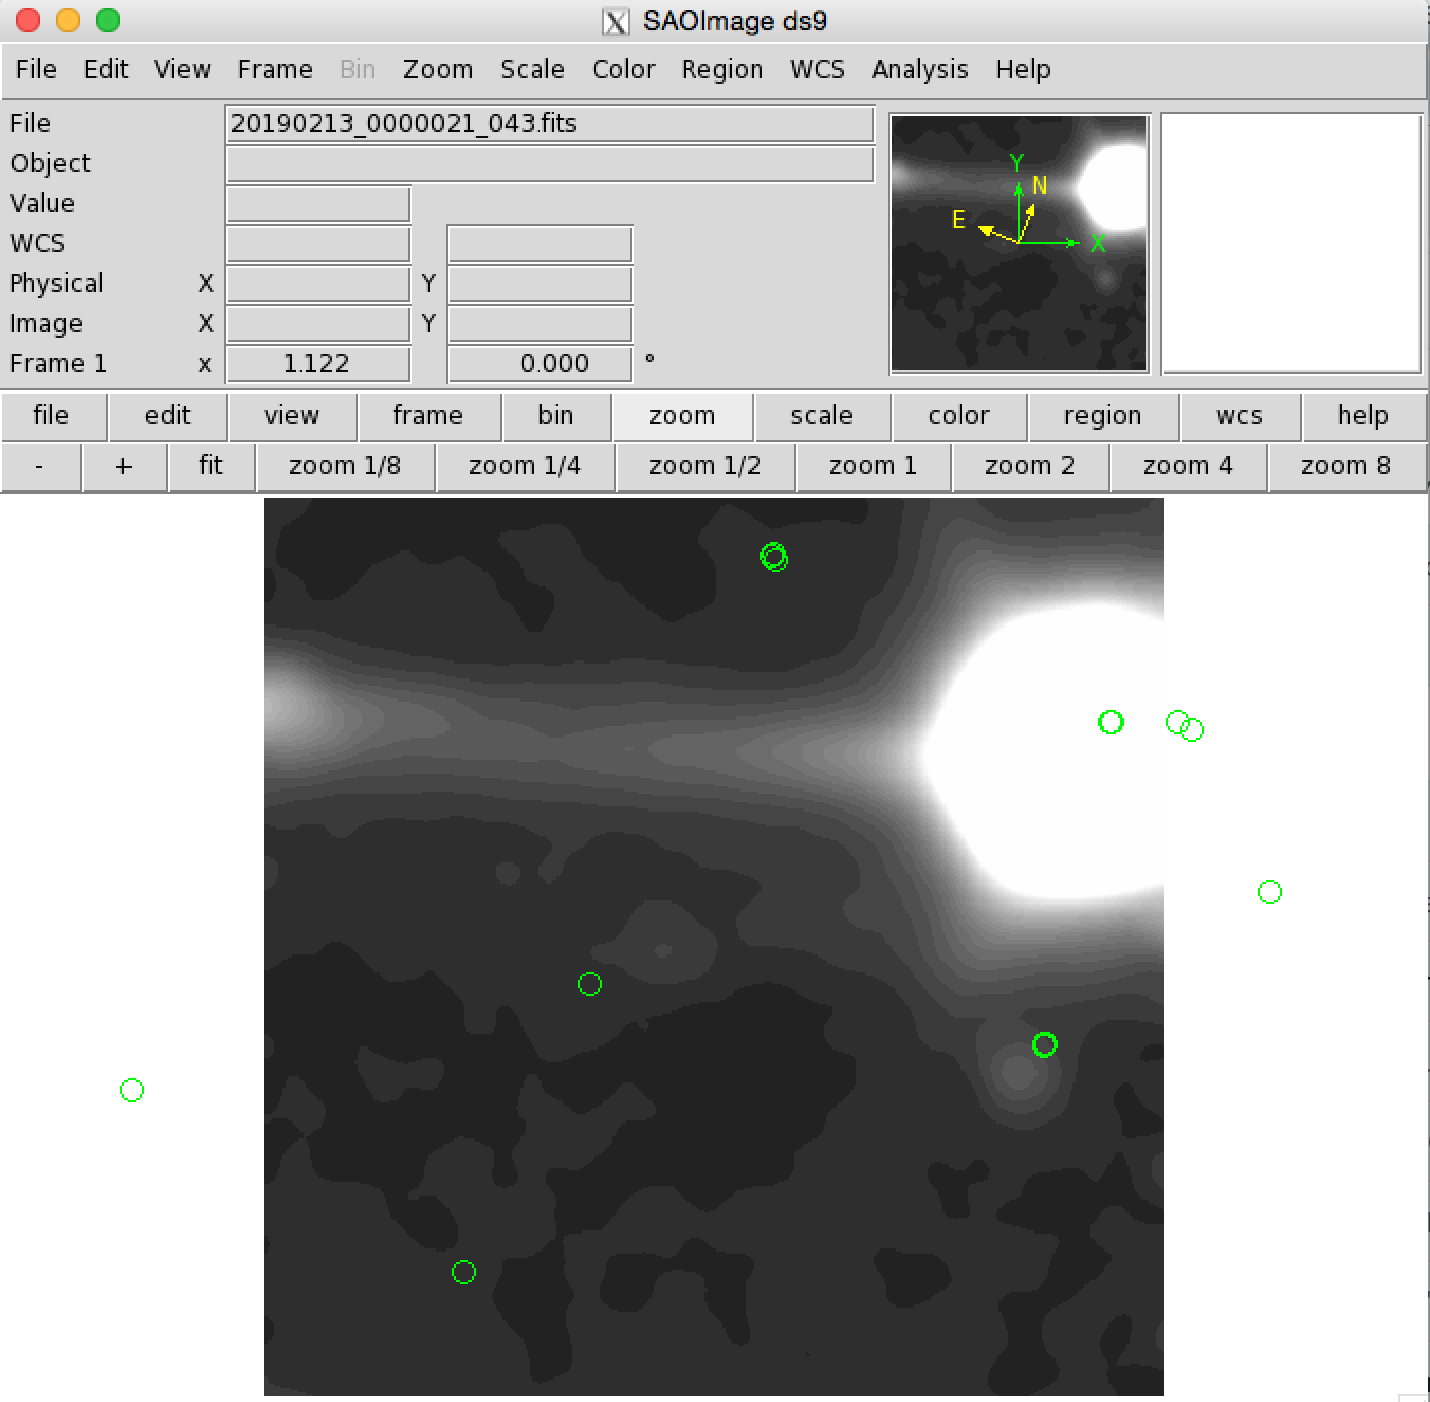 SAOImage ds9
File Edit View Frame Bin Zoom Scale Color Region WCS Analysis Help
File 20190213_0000021_043.fits
Object
Value
WCS
Physical X Y
Image X Y
Frame 1 x 1.122 0.000 °
Y
N
E
X
file edit view frame bin zoom scale color region wcs help
- + fit zoom 1/8 zoom 1/4 zoom 1/2 zoom 1 zoom 2 zoom 4 zoom 8